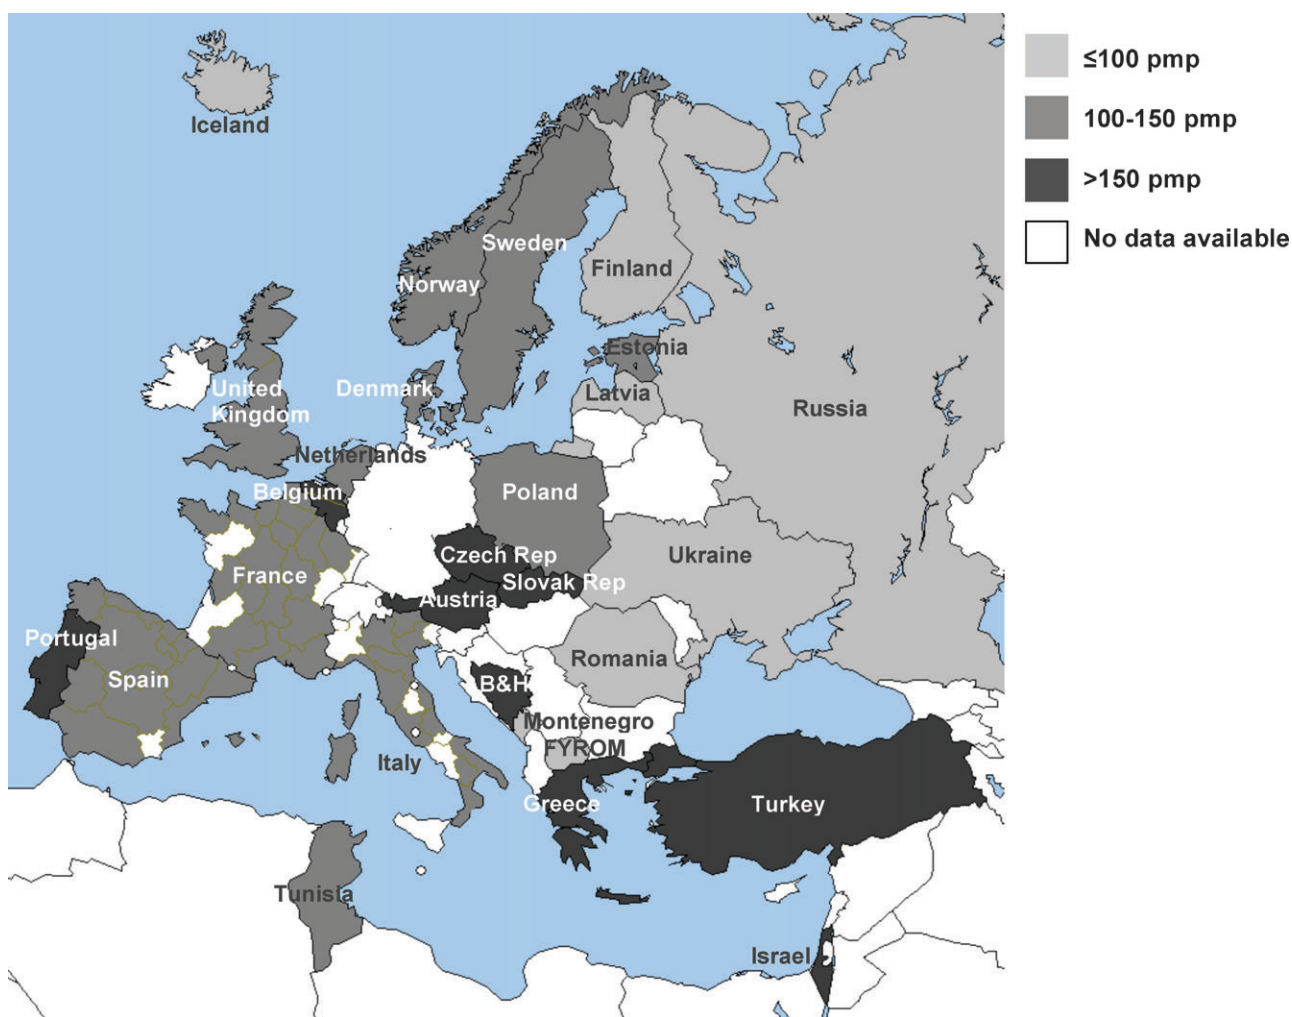 ≤100 pmp
100-150 pmp
>150 pmp
No data available
Iceland
Sweden
Finland
Norway
Estonia
United
Kingdom
Denmark
Latvia
Russia
Netherlands
Belgium
Poland
Czech Rep
Ukraine
France
Slovak Rep
Austria
Portugal
Spain
Romania
B&H
Montenegro
FYROM
Italy
Greece
Turkey
Tunisia
Israel